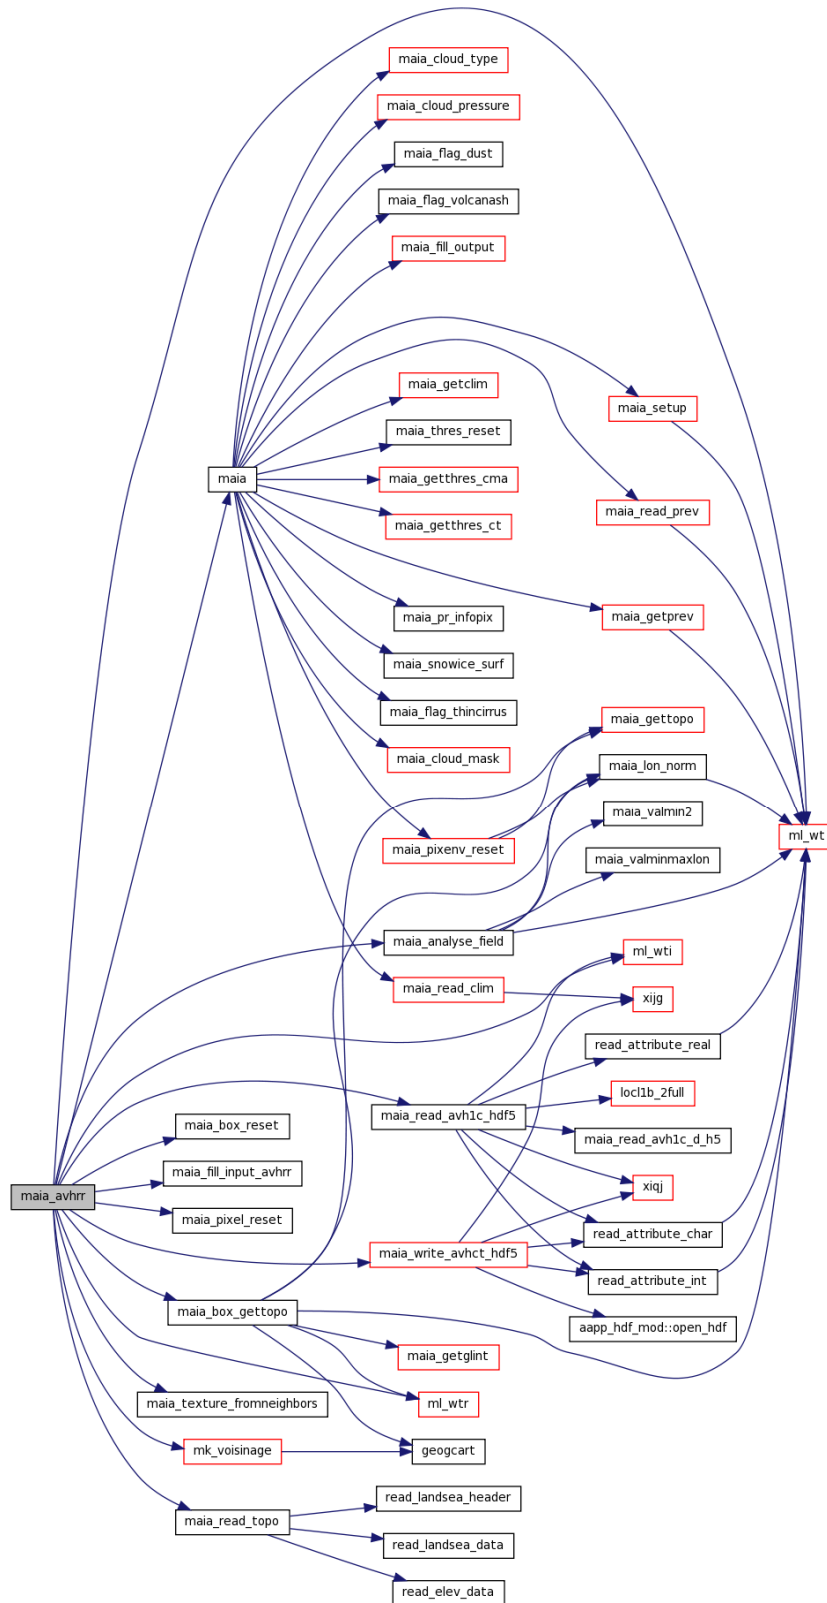 maia_cloud_type
maia_cloud_pressure
maia_flag_dust
maia_flag_volcanash
maia_fill_output
maia_getclim
maia_setup
maia_thres_reset
maia
maia_getthres_cma
maia_read_prev
maia_getthres_ct
maia_pr_infopix
maia_getprev
maia_snowice_surf
maia_flag_thincirrus
maia_gettopo
maia_cloud_mask
maia_lon_norm
maia_valmin2
ml_wt
maia_pixenv_reset
maia_valminmaxlon
maia_analyse_field
ml_wti
maia_read_clim
xijg
read_attribute_real
locl1b_2full
maia_read_avh1c_hdf5
maia_box_reset
maia_read_avh1c_d_h5
maia_fill_input_avhrr
xiqj
maia_avhrr
maia_pixel_reset
read_attribute_char
maia_write_avhct_hdf5
read_attribute_int
maia_box_gettopo
aapp_hdf_mod::open_hdf
maia_getglint
maia_texture_fromneighbors
ml_wtr
mk_voisinage
geogcart
read_landsea_header
maia_read_topo
read_landsea_data
read_elev_data